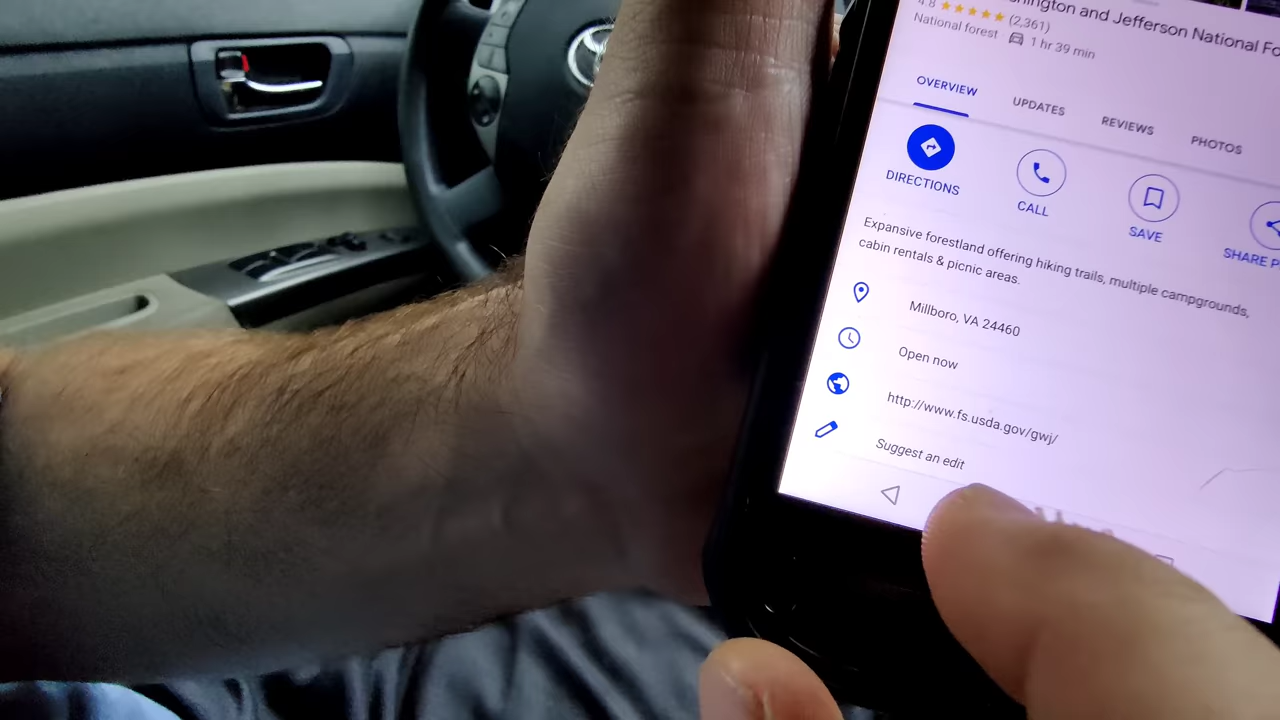 hington and Jefferson National Fo
4.8 (2,361)
National forest · 1 hr 39 min
OVERVIEW UPDATES REVIEWS PHOTOS
DIRECTIONS CALL SAVE SHARE P
Expansive forestland offering hiking trails, multiple campgrounds,
cabin rentals & picnic areas.
Millboro, VA 24460
Open now
http://www.fs.usda.gov/gwj/
Suggest an edit